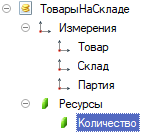 ТоварыНаСкладе
Измерения
Товар
Склад
Партия
Ресурсы
Количество